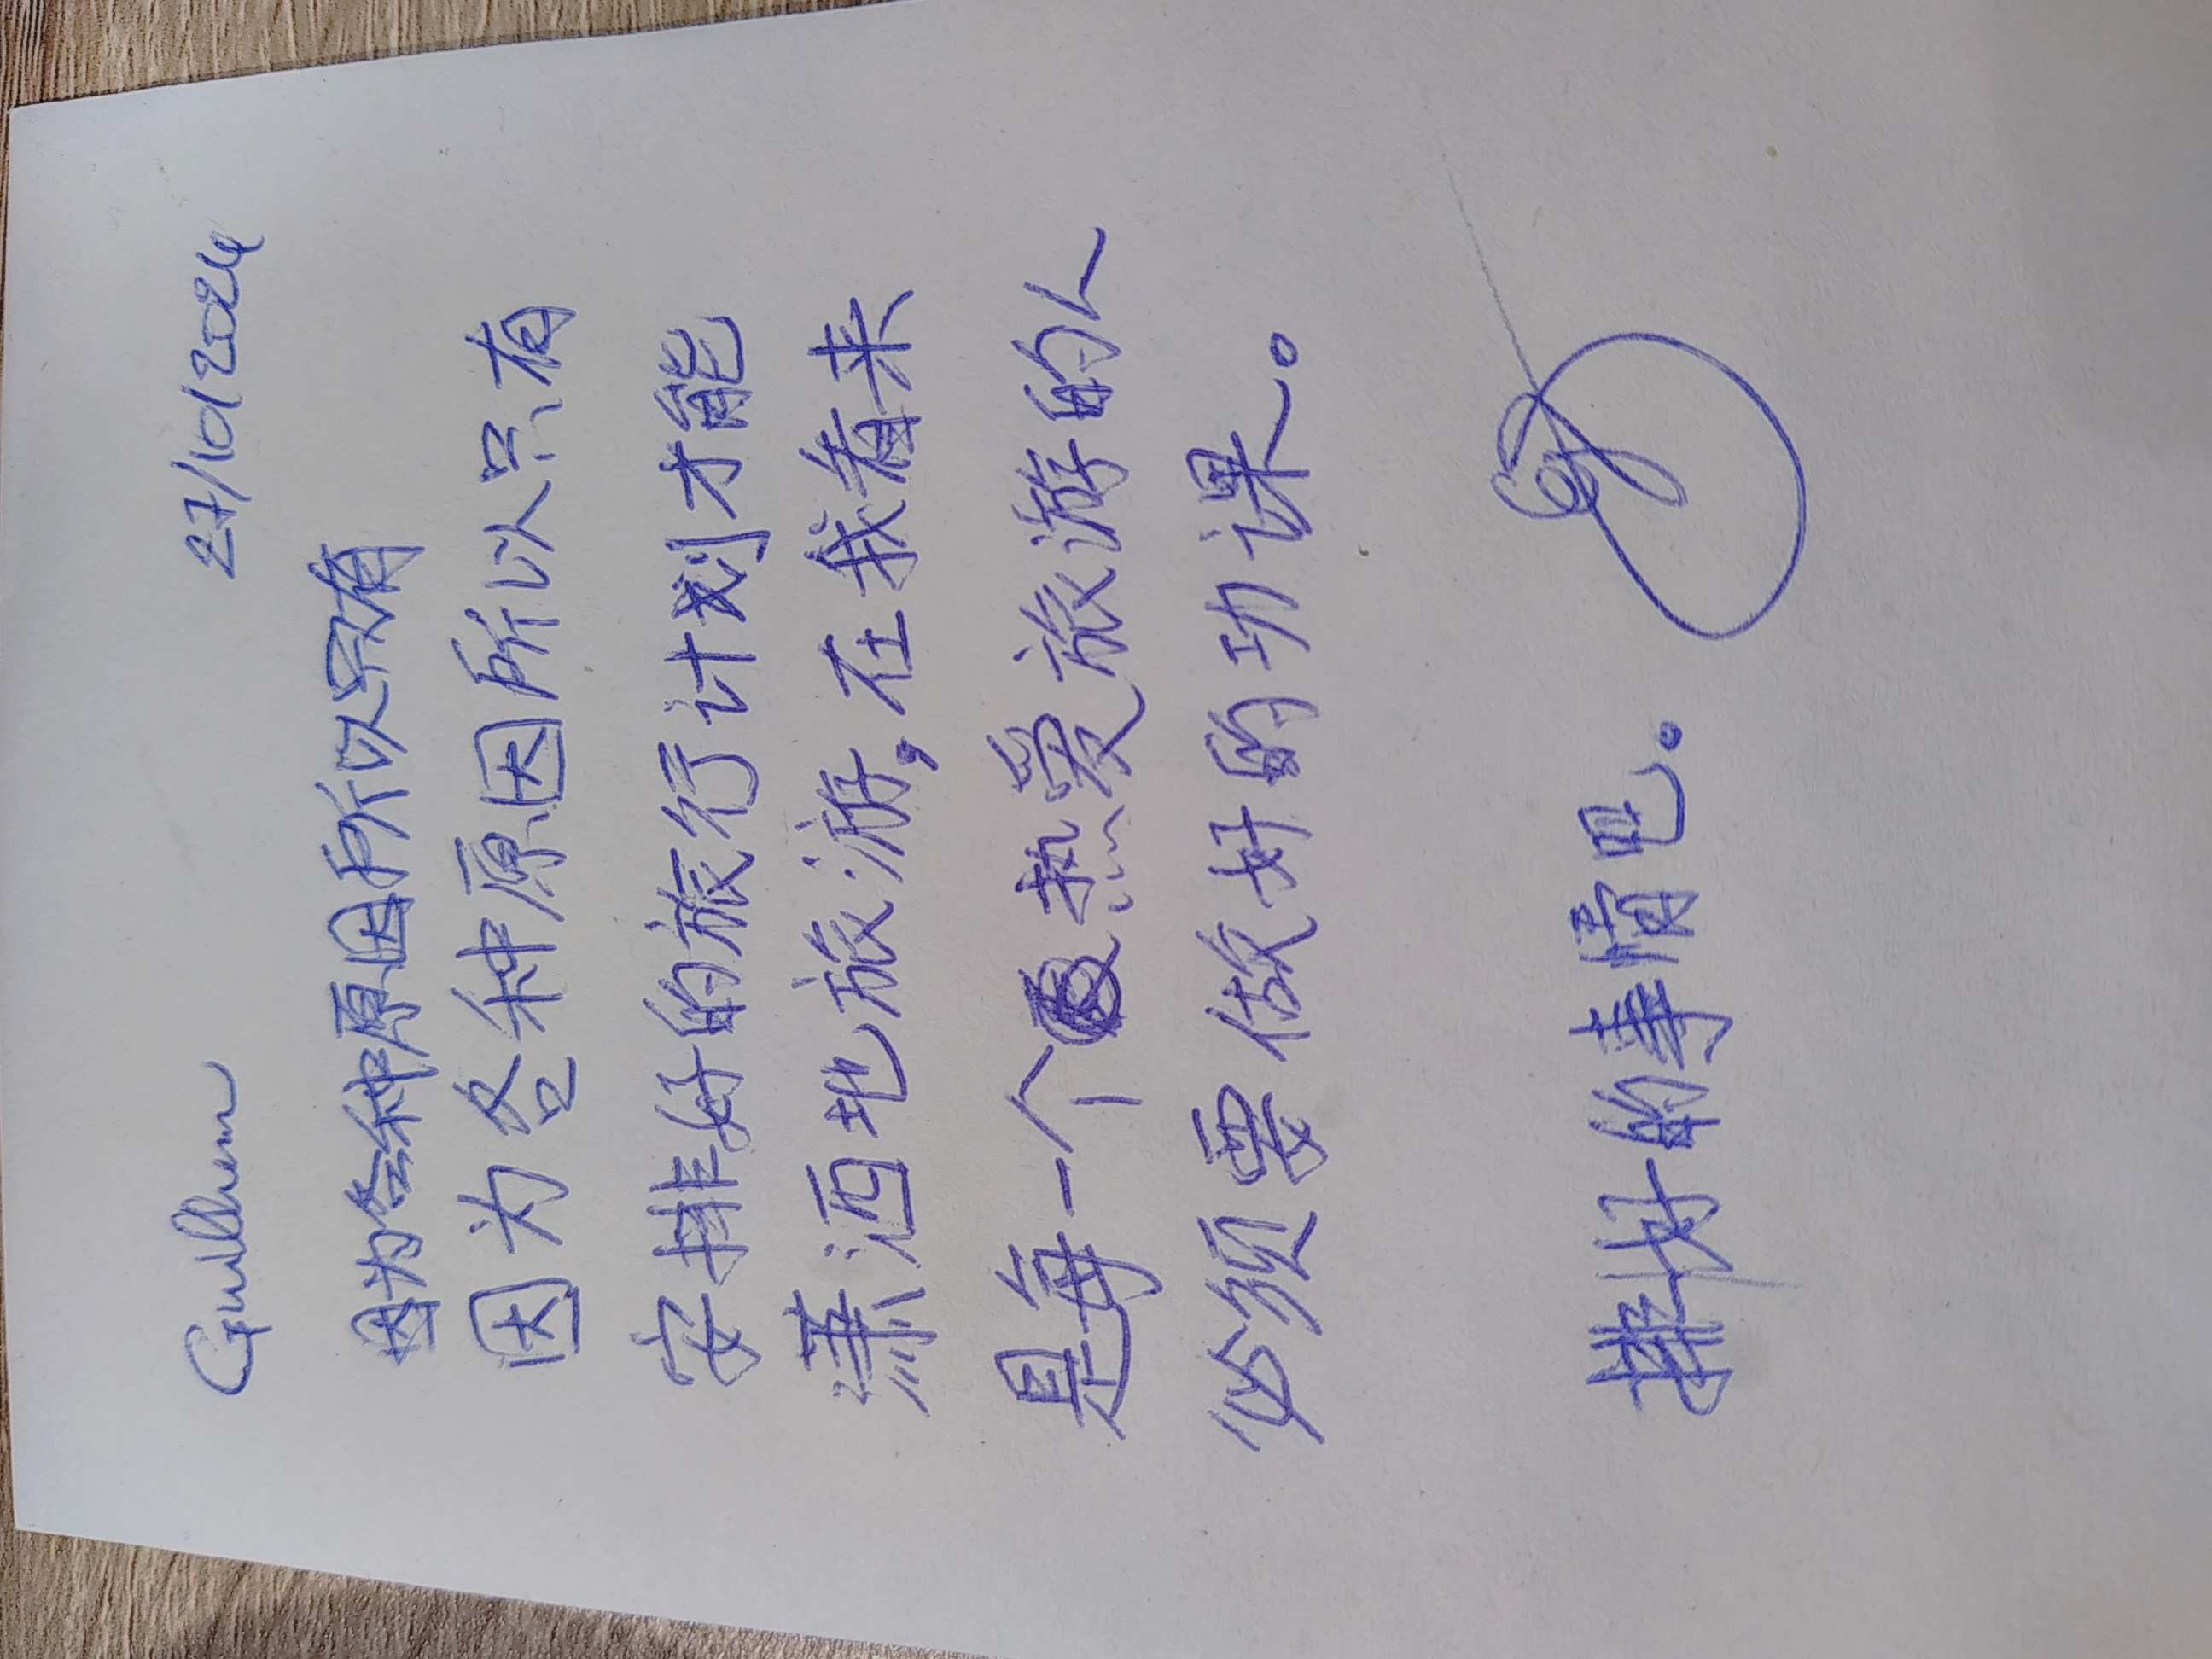 Guilhem 27/10/2024
因为各种原因所以只有
因为各种原因所以只有
安排好的旅行计划才能
潇洒地旅游，在我看来
是每一个热爱旅游的人
必须要做好的功课。
排好的事情吧。